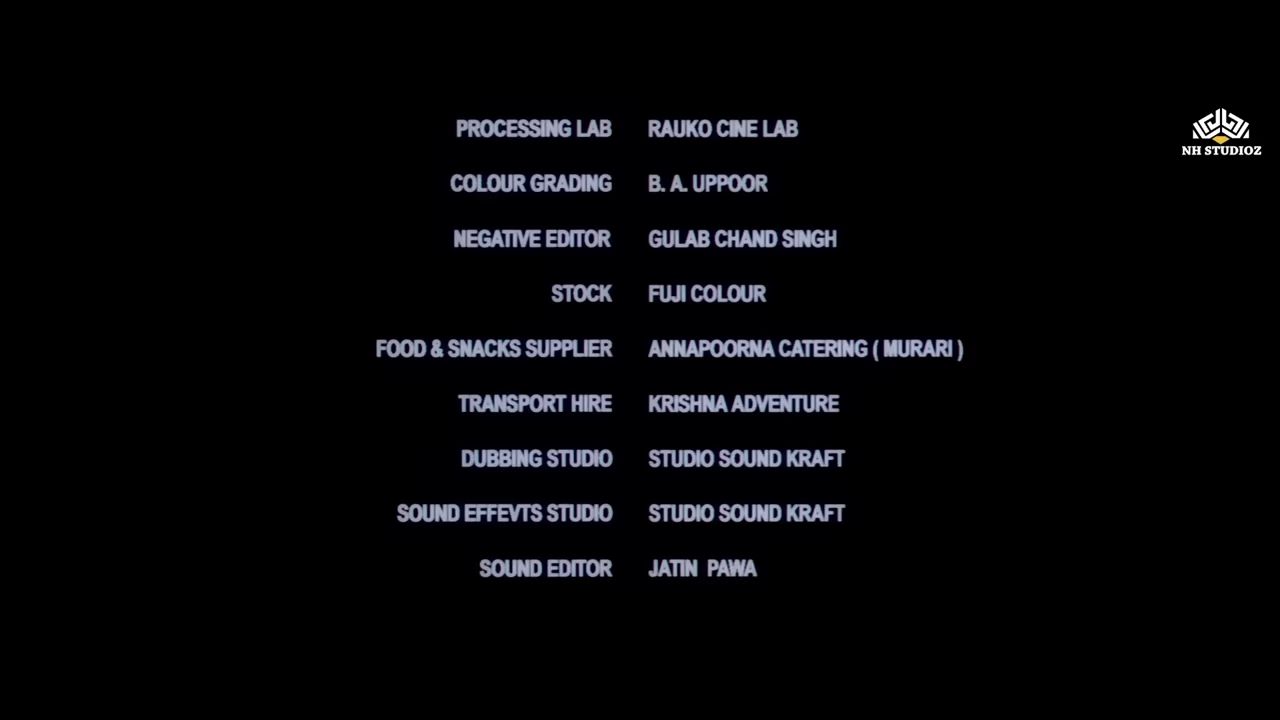 PROCESSING LAB RAUKO CINE LAB
NH STUDIOZ
COLOUR GRADING B. A. UPPOOR
NEGATIVE EDITOR GULAB CHAND SINGH
STOCK FUJI COLOUR
FOOD & SNACKS SUPPLIER ANNAPOORNA CATERING ( MURARI )
TRANSPORT HIRE KRISHNA ADVENTURE
DUBBING STUDIO STUDIO SOUND KRAFT
SOUND EFFEVTS STUDIO STUDIO SOUND KRAFT
SOUND EDITOR JATIN PAWA